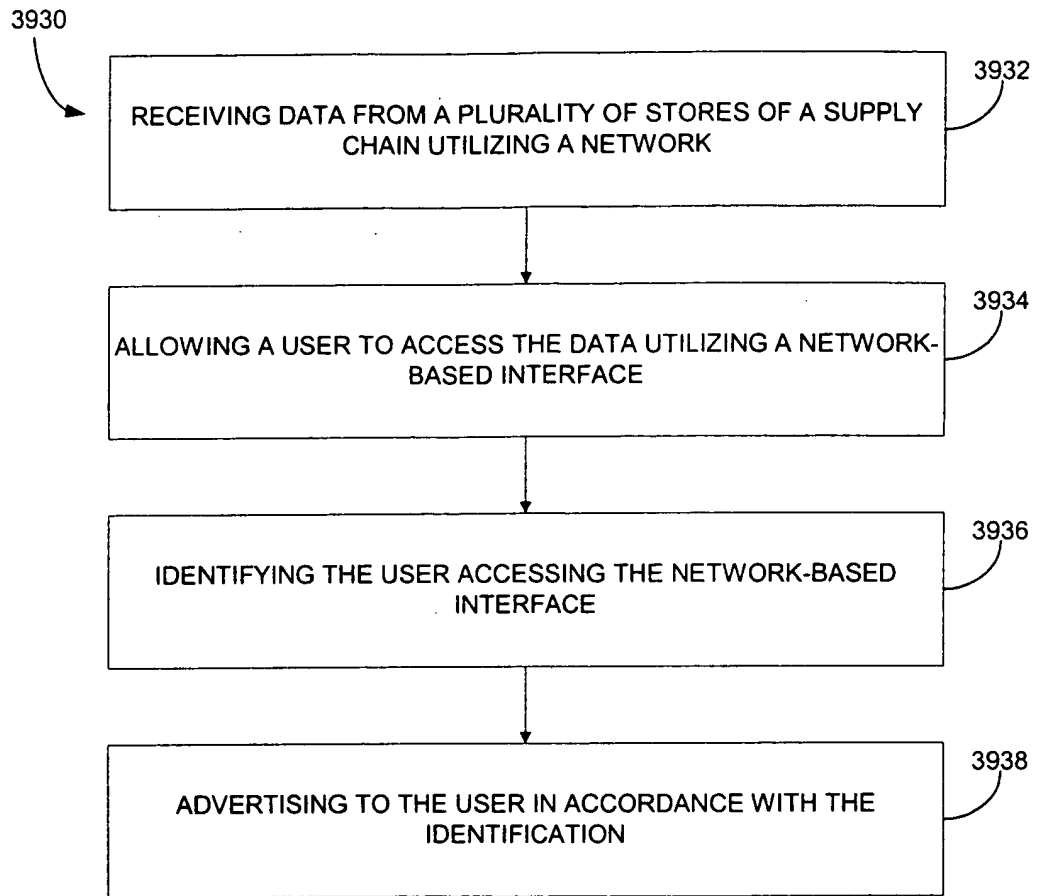 3930
3932
RECEIVING DATA FROM A PLURALITY OF STORES OF A SUPPLY
CHAIN UTILIZING A NETWORK
3934
ALLOWING A USER TO ACCESS THE DATA UTILIZING A NETWORK-
BASED INTERFACE
3936
IDENTIFYING THE USER ACCESSING THE NETWORK-BASED
INTERFACE
3938
ADVERTISING TO THE USER IN ACCORDANCE WITH THE
IDENTIFICATION